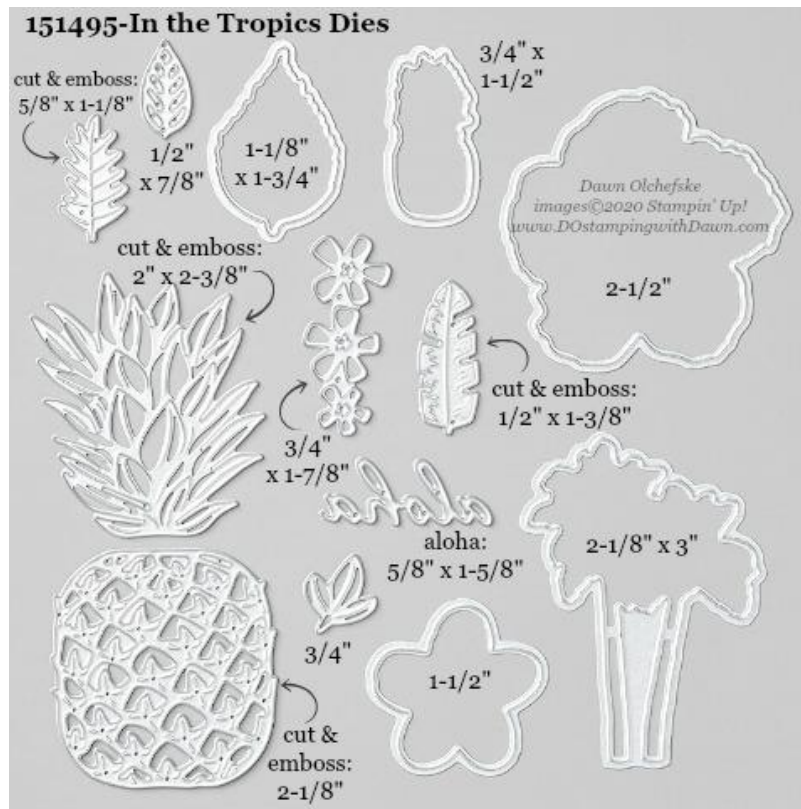 151495-In the Tropics Dies
cut & emboss:
5/8" x 1-1/8"
1/2"
x 7/8"
1-1/8"
x 1-3/4"
3/4" x
1-1/2"
Dawn Olchefske
images©2020 Stampin' Up!
www.DOstampingwithDawn.com
2-1/2"
cut & emboss:
2" x 2-3/8"
cut & emboss:
1/2" x 1-3/8"
3/4"
x 1-7/8"
aloha
aloha:
5/8" x 1-5/8"
2-1/8" x 3"
3/4"
1-1/2"
cut &
emboss:
2-1/8"